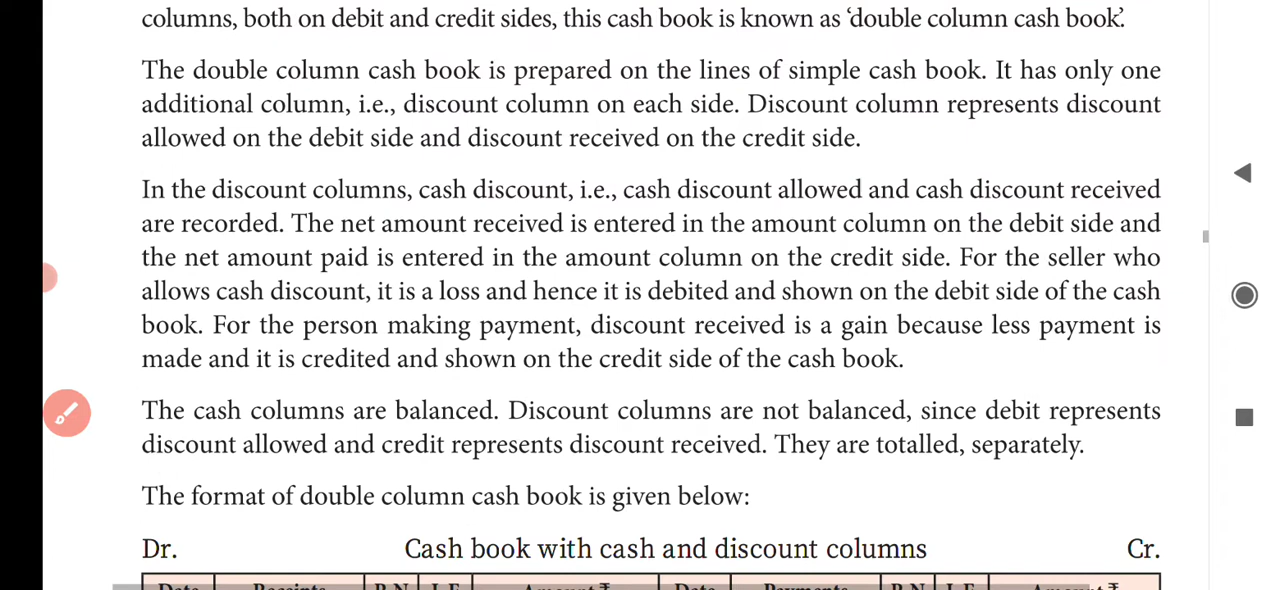 columns, both on debit and credit sides, this cash book is known as ‘double column cash book’.
The double column cash book is prepared on the lines of simple cash book. It has only one
additional column, i.e., discount column on each side. Discount column represents discount
allowed on the debit side and discount received on the credit side.
In the discount columns, cash discount, i.e., cash discount allowed and cash discount received
are recorded. The net amount received is entered in the amount column on the debit side and
the net amount paid is entered in the amount column on the credit side. For the seller who
allows cash discount, it is a loss and hence it is debited and shown on the debit side of the cash
book. For the person making payment, discount received is a gain because less payment is
made and it is credited and shown on the credit side of the cash book.
The cash columns are balanced. Discount columns are not balanced, since debit represents
discount allowed and credit represents discount received. They are totalled, separately.
The format of double column cash book is given below:
Dr. Cash book with cash and discount columns Cr.
Date Receipts R.N L.F. Amount ₹ Date Payments R.N L.F. Amount ₹